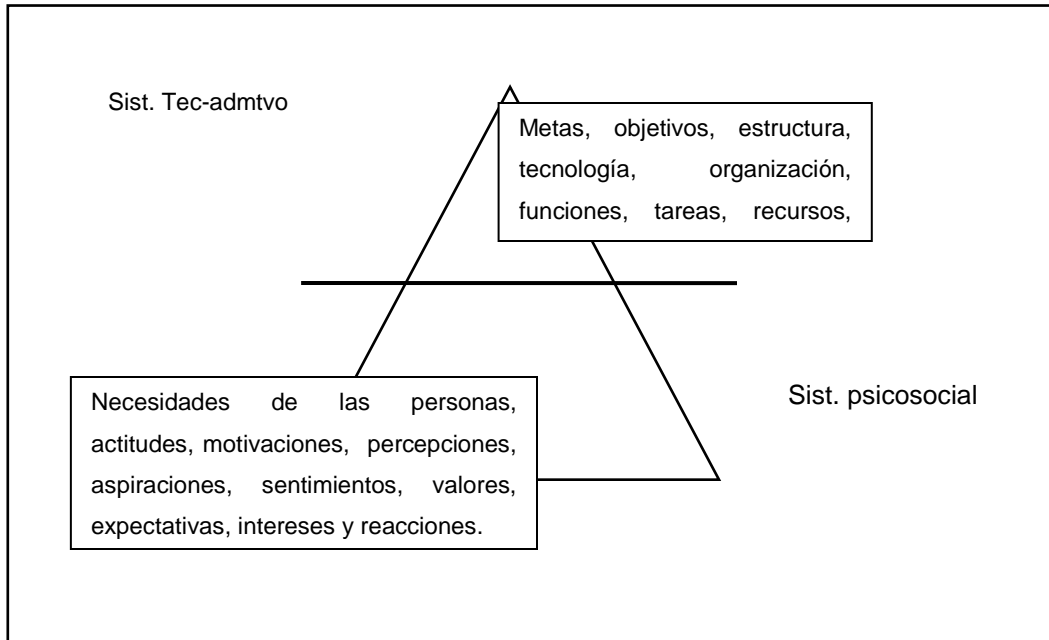 Sist. Tec-admtvo
Metas, objetivos, estructura,
tecnología, organización,
funciones, tareas, recursos,
Necesidades de las personas,
actitudes, motivaciones, percepciones,
aspiraciones, sentimientos, valores,
expectativas, intereses y reacciones.
Sist. psicosocial